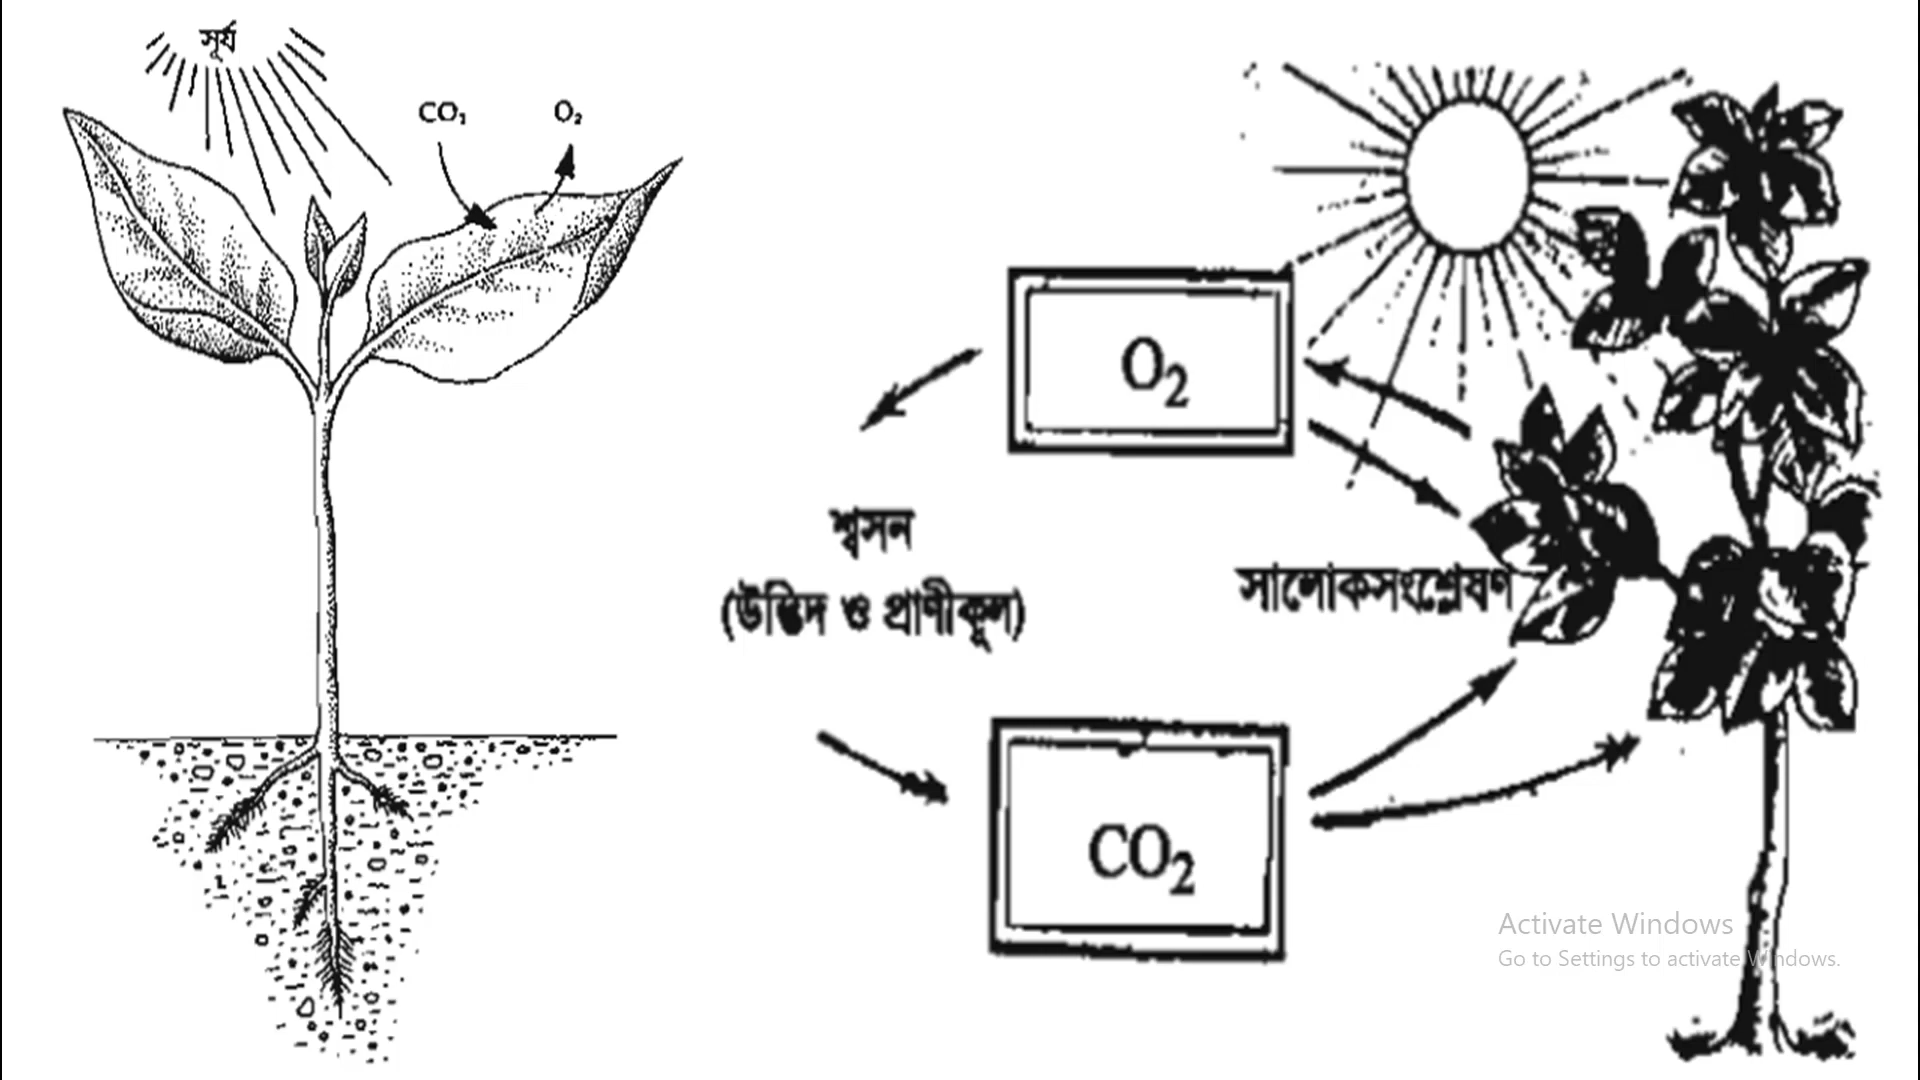 সূর্য
CO₂ O₂
O₂
শ্বসন
(উদ্ভিদ ও প্রাণীকূল)
সালোকসংশ্লেষণ
CO₂
Activate Windows
Go to Settings to activate Windows.